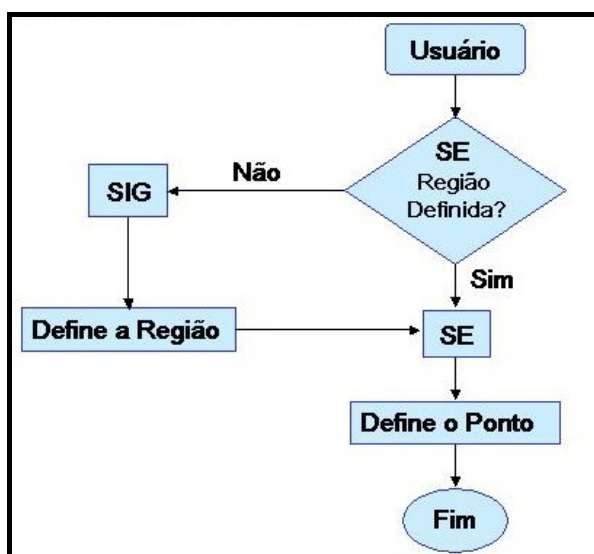 Usuário
SE
Região
Definida?
Não
SIG
Sim
Define a Região
SE
Define o Ponto
Fim